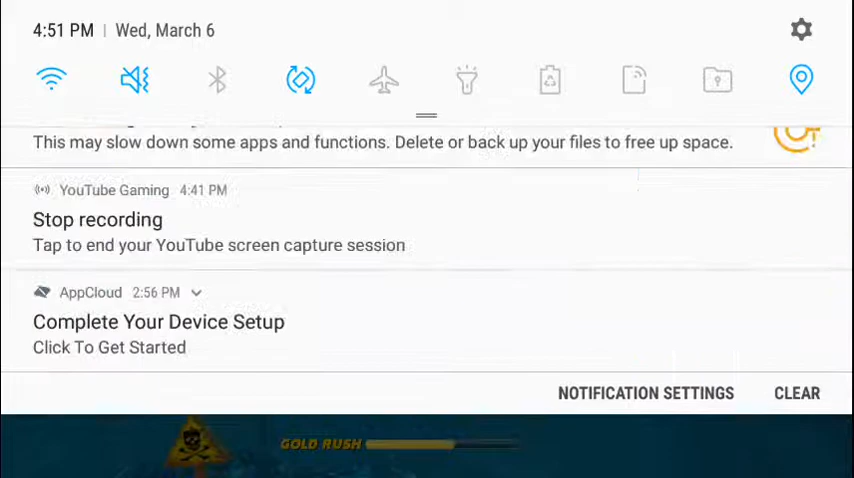 4:51 PM | Wed, March 6
This may slow down some apps and functions. Delete or back up your files to free up space.
YouTube Gaming 4:41 PM
Stop recording
Tap to end your YouTube screen capture session
AppCloud 2:56 PM
Complete Your Device Setup
Click To Get Started
NOTIFICATION SETTINGS CLEAR
GOLD RUSH